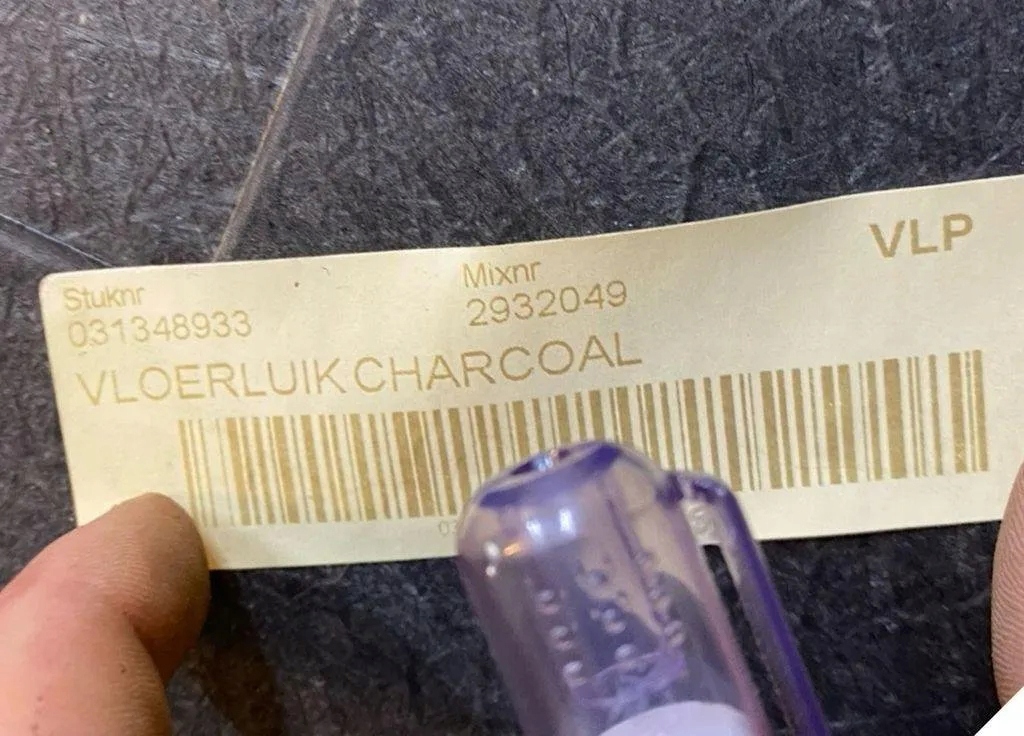 VLP
Stuknr Mixnr
031348933 2932049
VLOERLUIK CHARCOAL